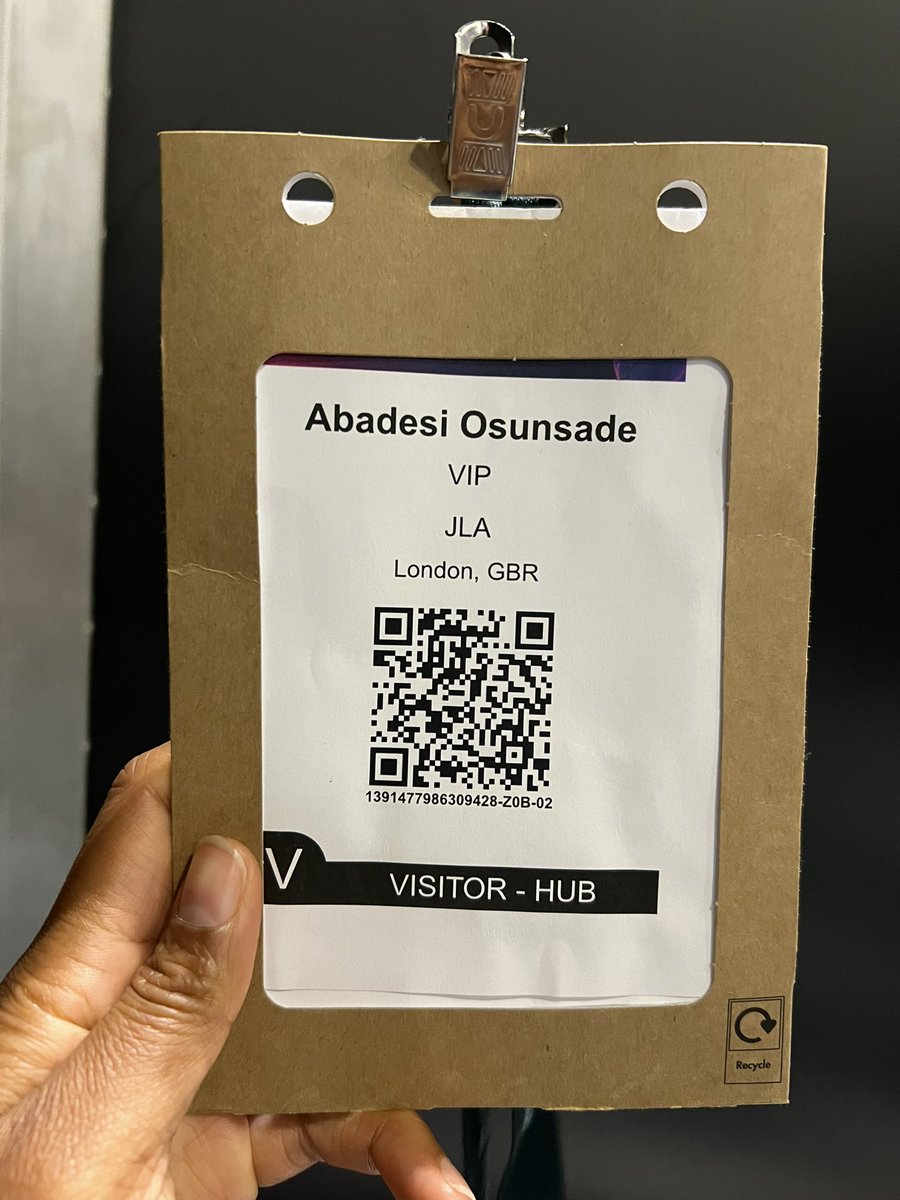 Abadesi Osunsade
VIP
JLA
London, GBR
1391477986309428-Z0B-02
V
VISITOR - HUB
Recycle